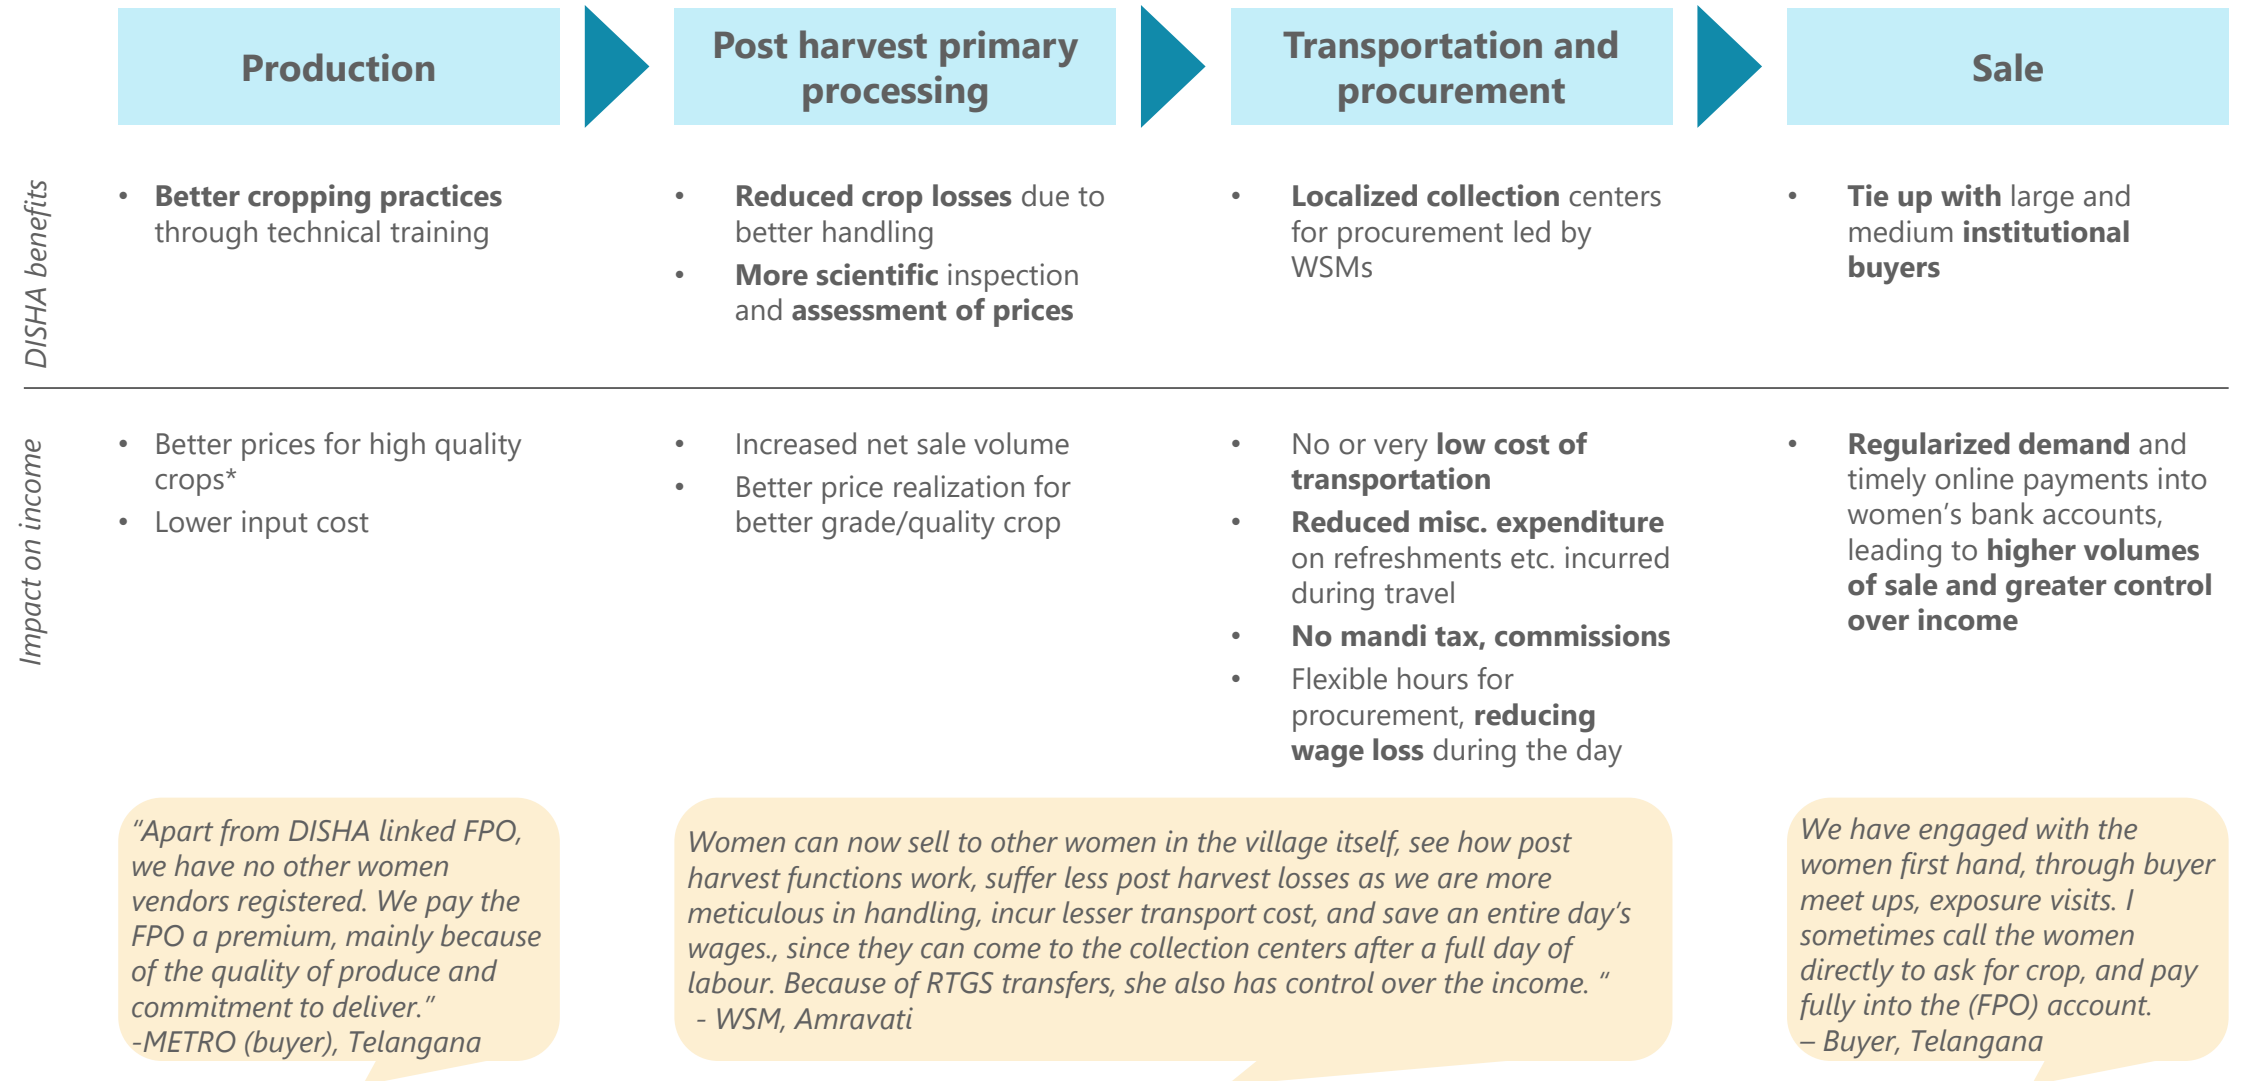 Production
Post harvest primary
processing
Transportation and
procurement
Sale
DISHA benefits
• Better cropping practices
through technical training
• Reduced crop losses due to
better handling
• More scientific inspection
and assessment of prices
• Localized collection centers
for procurement led by
WSMs
• Tie up with large and
medium institutional
buyers
Impact on income
• Better prices for high quality
crops*
• Lower input cost
• Increased net sale volume
• Better price realization for
better grade/quality crop
• No or very low cost of
transportation
• Reduced misc. expenditure
on refreshments etc. incurred
during travel
• No mandi tax, commissions
• Flexible hours for
procurement, reducing
wage loss during the day
• Regularized demand and
timely online payments into
women’s bank accounts,
leading to higher volumes
of sale and greater control
over income
“Apart from DISHA linked FPO,
we have no other women
vendors registered. We pay the
FPO a premium, mainly because
of the quality of produce and
commitment to deliver.”
-METRO (buyer), Telangana
Women can now sell to other women in the village itself, see how post
harvest functions work, suffer less post harvest losses as we are more
meticulous in handling, incur lesser transport cost, and save an entire day’s
wages., since they can come to the collection centers after a full day of
labour. Because of RTGS transfers, she also has control over the income. “
- WSM, Amravati
We have engaged with the
women first hand, through buyer
meet ups, exposure visits. I
sometimes call the women
directly to ask for crop, and pay
fully into the (FPO) account.
– Buyer, Telangana